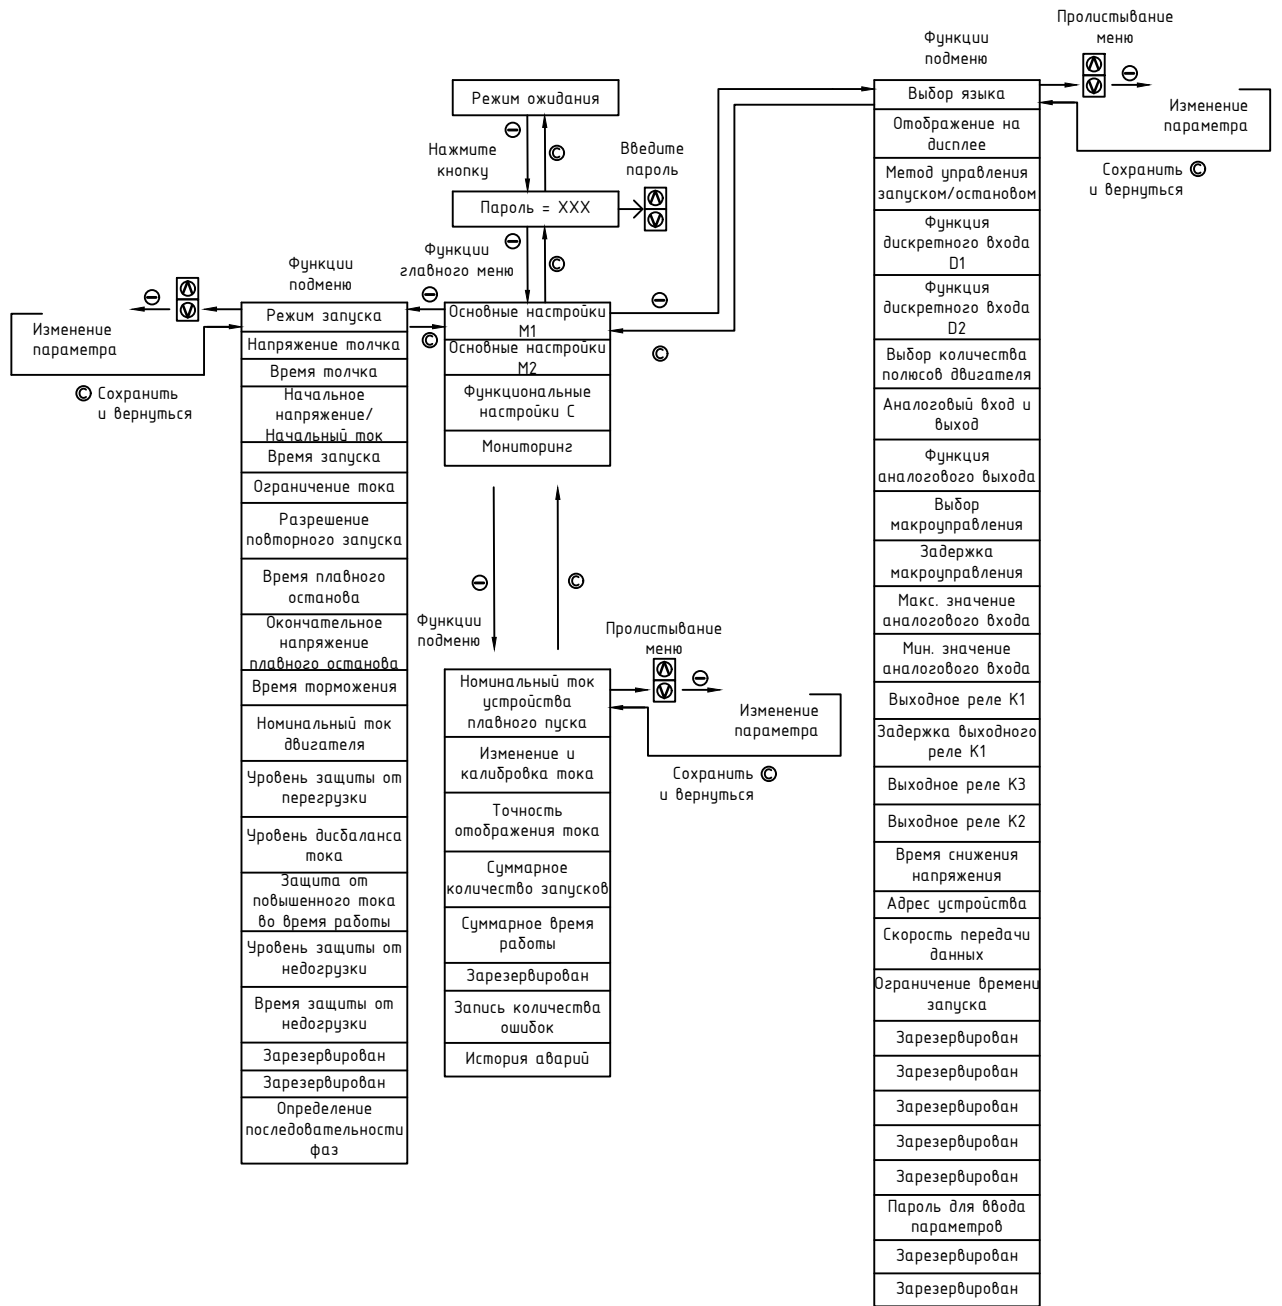 Пролистывание
меню
Функции
подменю
Выбор языка
Изменение
параметра
Сохранить C
и вернуться
Отображение на
дисплее
Метод управления
запуском/остановом
Функция
дискретного входа
D1
Функция
дискретного входа
D2
Выбор количества
полюсов двигателя
Аналоговый вход и
выход
Функция
аналогового выхода
Выбор
макроуправления
Задержка
макроуправления
Макс. значение
аналогового входа
Мин. значение
аналогового входа
Выходное реле К1
Задержка выходного
реле К1
Выходное реле К3
Выходное реле К2
Время снижения
напряжения
Адрес устройства
Скорость передачи
данных
Ограничение времени
запуска
Зарезервирован
Зарезервирован
Зарезервирован
Зарезервирован
Зарезервирован
Пароль для ввода
параметров
Зарезервирован
Зарезервирован
Режим ожидания
Нажмите
кнопку
C
Введите
пароль
Пароль = XXX
C
Функции
главного меню
Основные настройки
М1
Основные настройки
М2
Функциональные
настройки С
Мониторинг
C
C
C
Функции
подменю
Режим запуска
Изменение
параметра
C Сохранить
и вернуться
Напряжение толчка
Время толчка
Начальное
напряжение/
Начальный ток
Время запуска
Ограничение тока
Разрешение
повторного запуска
Время плавного
останова
Окончательное
напряжение
плавного останова
Время торможения
Номинальный ток
двигателя
Уровень защиты от
перегрузки
Уровень дисбаланса
тока
Защита от
повышенного тока
во время работы
Уровень защиты от
недогрузки
Время защиты от
недогрузки
Зарезервирован
Зарезервирован
Определение
последовательности
фаз
Функции
подменю
Пролистывание
меню
Номинальный ток
устройства
плавного пуска
Изменение
параметра
Сохранить C
и вернуться
Изменение и
калибровка тока
Точность
отображения тока
Суммарное
количество запусков
Суммарное время
работы
Зарезервирован
Запись количества
ошибок
История аварий